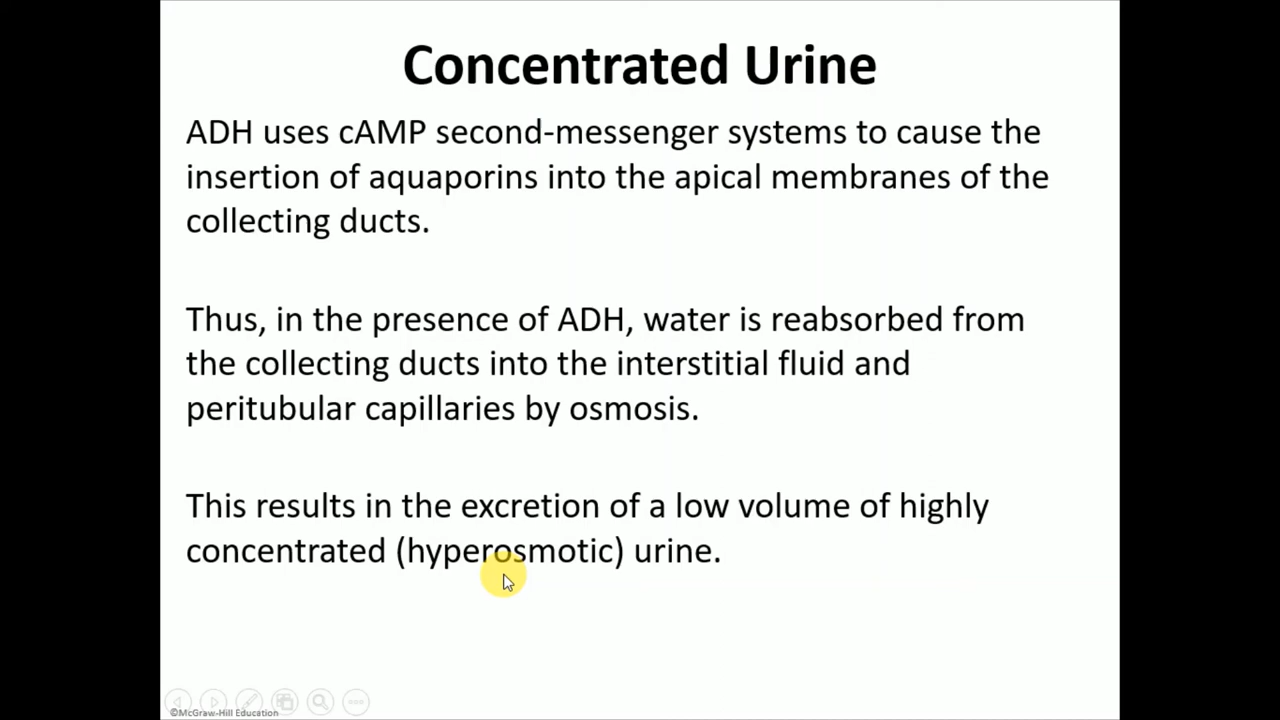 Concentrated Urine
ADH uses cAMP second-messenger systems to cause the
insertion of aquaporins into the apical membranes of the
collecting ducts.
Thus, in the presence of ADH, water is reabsorbed from
the collecting ducts into the interstitial fluid and
peritubular capillaries by osmosis.
This results in the excretion of a low volume of highly
concentrated (hyperosmotic) urine.
©McGraw-Hill Education